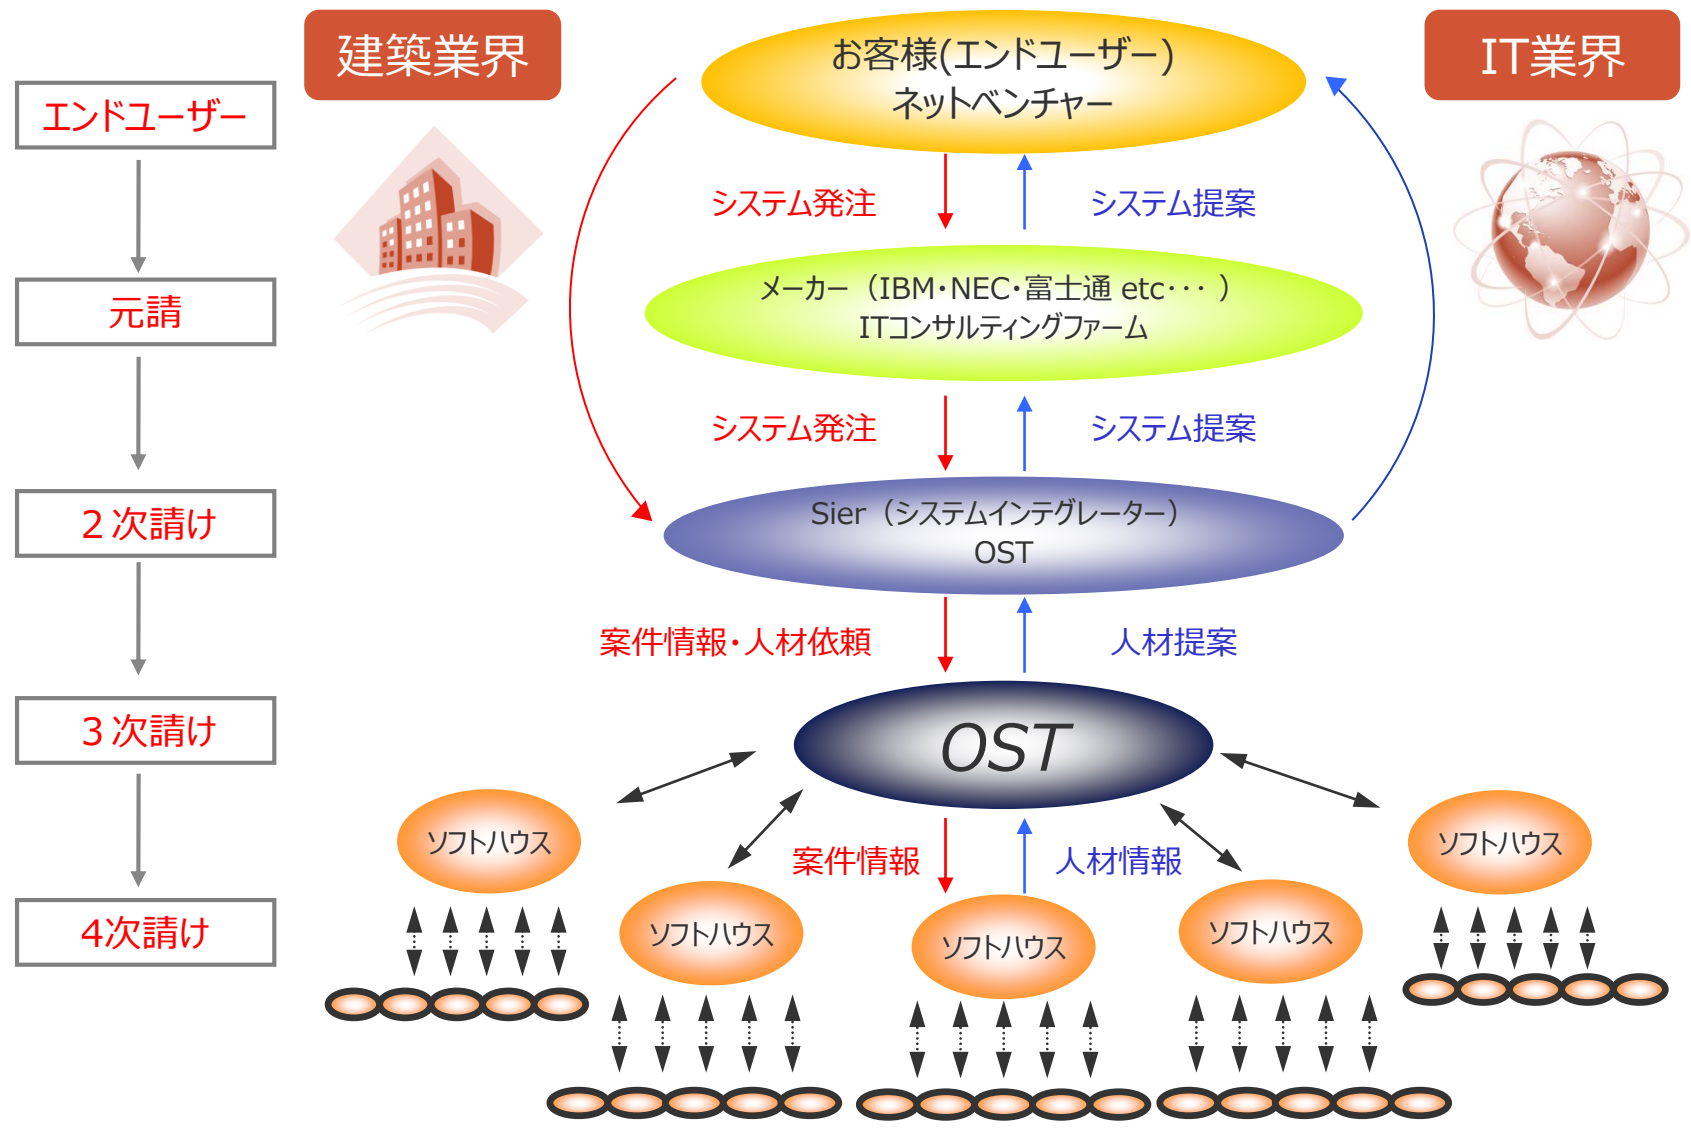 建築業界
IT業界
お客様(エンドユーザー)
ネットベンチャー
エンドユーザー
システム発注
システム提案
元請
メーカー（IBM・NEC・富士通 etc・・・ ）
ITコンサルティングファーム
システム発注
システム提案
２次請け
Sier（システムインテグレーター）
OST
案件情報・人材依頼
人材提案
３次請け
OST
ソフトハウス
ソフトハウス
案件情報
人材情報
4次請け
ソフトハウス
ソフトハウス
ソフトハウス